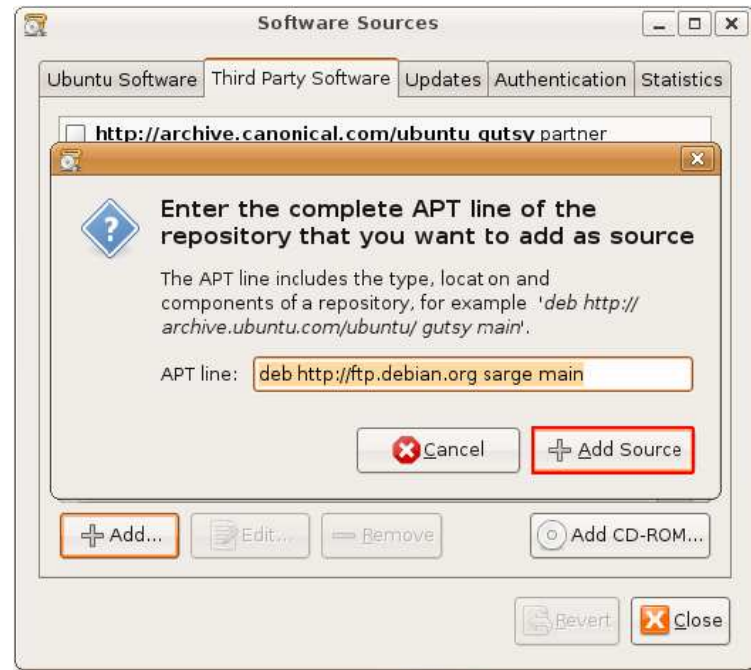 Software Sources
Ubuntu Software Third Party Software Updates Authentication Statistics
http://archive.canonical.com/ubuntu gutsy partner
Enter the complete APT line of the
repository that you want to add as source
The APT line includes the type, locat on and
components of a repository, for example 'deb http://
archive.ubuntu.com/ubuntu/ gutsy main'.
APT line: deb http://ftp.debian.org sarge main
Cancel Add Source
Add... Edit... Remove Add CD-ROM...
Revert Close